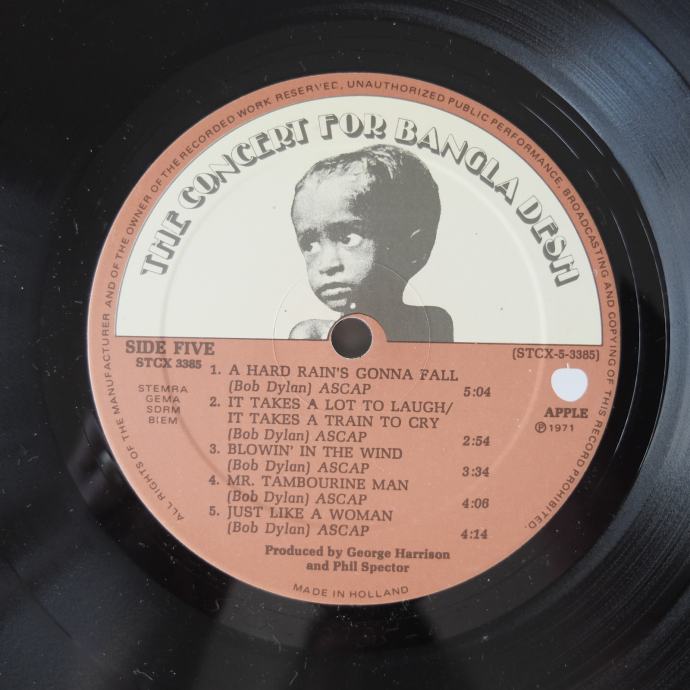 ALL RIGHTS OF THE MANUFACTURER AND OF THE OWNER OF THE RECORDED WORK RESERVED, UNAUTHORIZED PUBLIC PERFORMANCE, BROADCASTING AND COPYING OF THIS RECORD PROHIBITED.
THE CONCERT FOR BANGLA DESH
SIDE FIVE
STCX 3385
(STCX-5-3385)
STEMRA
GEMA
SDRM
BIEM
APPLE
℗ 1971
1. A HARD RAIN'S GONNA FALL
(Bob Dylan) ASCAP 5:04
2. IT TAKES A LOT TO LAUGH/
IT TAKES A TRAIN TO CRY
(Bob Dylan) ASCAP 2:54
3. BLOWIN' IN THE WIND
(Bob Dylan) ASCAP 3:34
4. MR. TAMBOURINE MAN
(Bob Dylan) ASCAP 4:06
5. JUST LIKE A WOMAN
(Bob Dylan) ASCAP 4:14
Produced by George Harrison
and Phil Spector
MADE IN HOLLAND